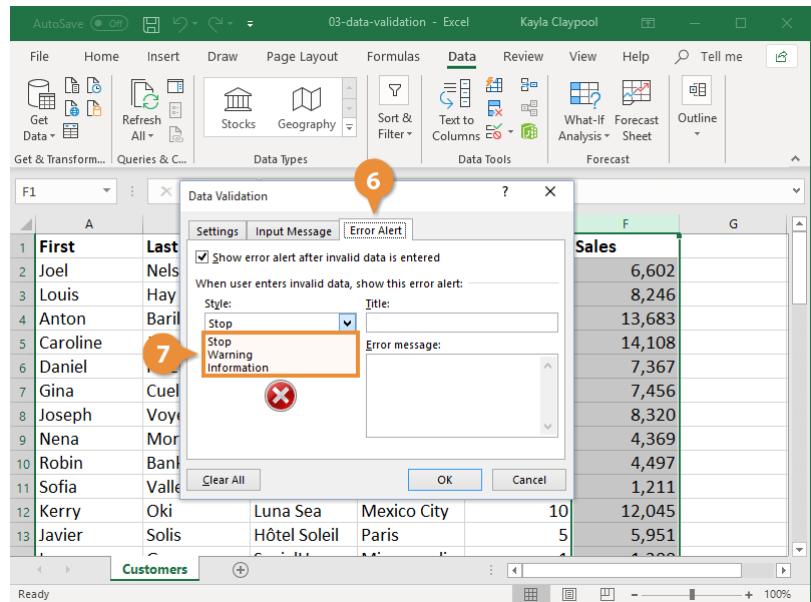 AutoSave Off 03-data-validation - Excel Kayla Claypool
File Home Insert Draw Page Layout Formulas Data Review View Help Tell me
Get Data
Refresh All
Stocks
Geography
Sort & Filter
Text to Columns
What-If Analysis
Forecast Sheet
Outline
Get & Transform... Queries & C... Data Types Data Tools Forecast
F1
6
Data Validation ? ×
Settings Input Message Error Alert
Show error alert after invalid data is entered
When user enters invalid data, show this error alert:
Style: Title:
Stop
7
Stop
Warning
Information
Error message:
Clear All OK Cancel
A F G
1 First Last Sales
2 Joel Nels 6,602
3 Louis Hay 8,246
4 Anton Baril 13,683
5 Caroline 14,108
6 Daniel 7,367
7 Gina Cuel 7,456
8 Joseph Voye 8,320
9 Nena Mor 4,369
10 Robin Bank 4,497
11 Sofia Valle 1,211
12 Kerry Oki Luna Sea Mexico City 10 12,045
13 Javier Solis Hôtel Soleil Paris 5 5,951
Customers
Ready 100%